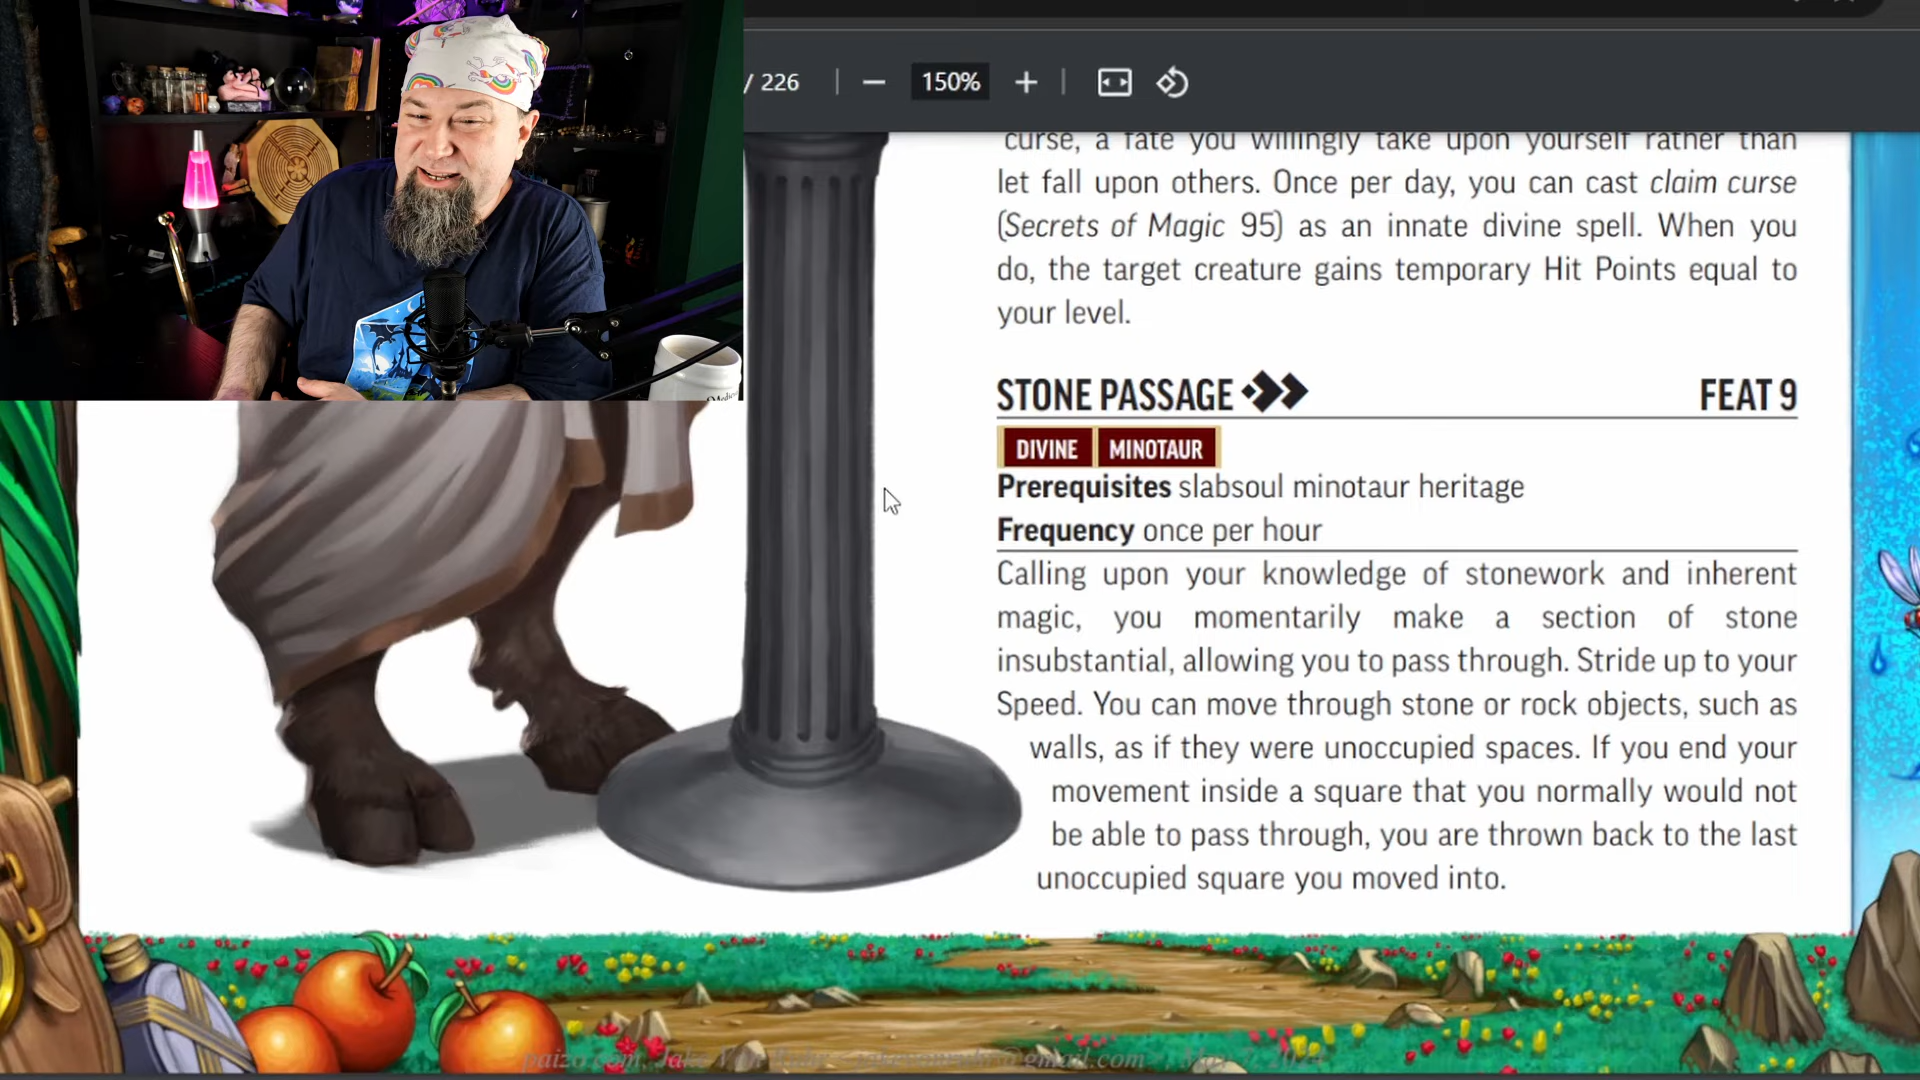 / 226
150%
curse, a fate you willingly take upon yourself rather than
let fall upon others. Once per day, you can cast claim curse
(Secrets of Magic 95) as an innate divine spell. When you
do, the target creature gains temporary Hit Points equal to
your level.
STONE PASSAGE FEAT 9
DIVINE MINOTAUR
Prerequisites slabsoul minotaur heritage
Frequency once per hour
Calling upon your knowledge of stonework and inherent
magic, you momentarily make a section of stone
insubstantial, allowing you to pass through. Stride up to your
Speed. You can move through stone or rock objects, such as
walls, as if they were unoccupied spaces. If you end your
movement inside a square that you normally would not
be able to pass through, you are thrown back to the last
unoccupied square you moved into.
paizo.com, Jake